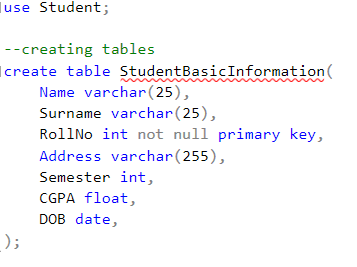 use Student;
--creating tables
create table StudentBasicInformation(
Name varchar(25),
Surname varchar(25),
RollNo int not null primary key,
Address varchar(255),
Semester int,
CGPA float,
DOB date,
);